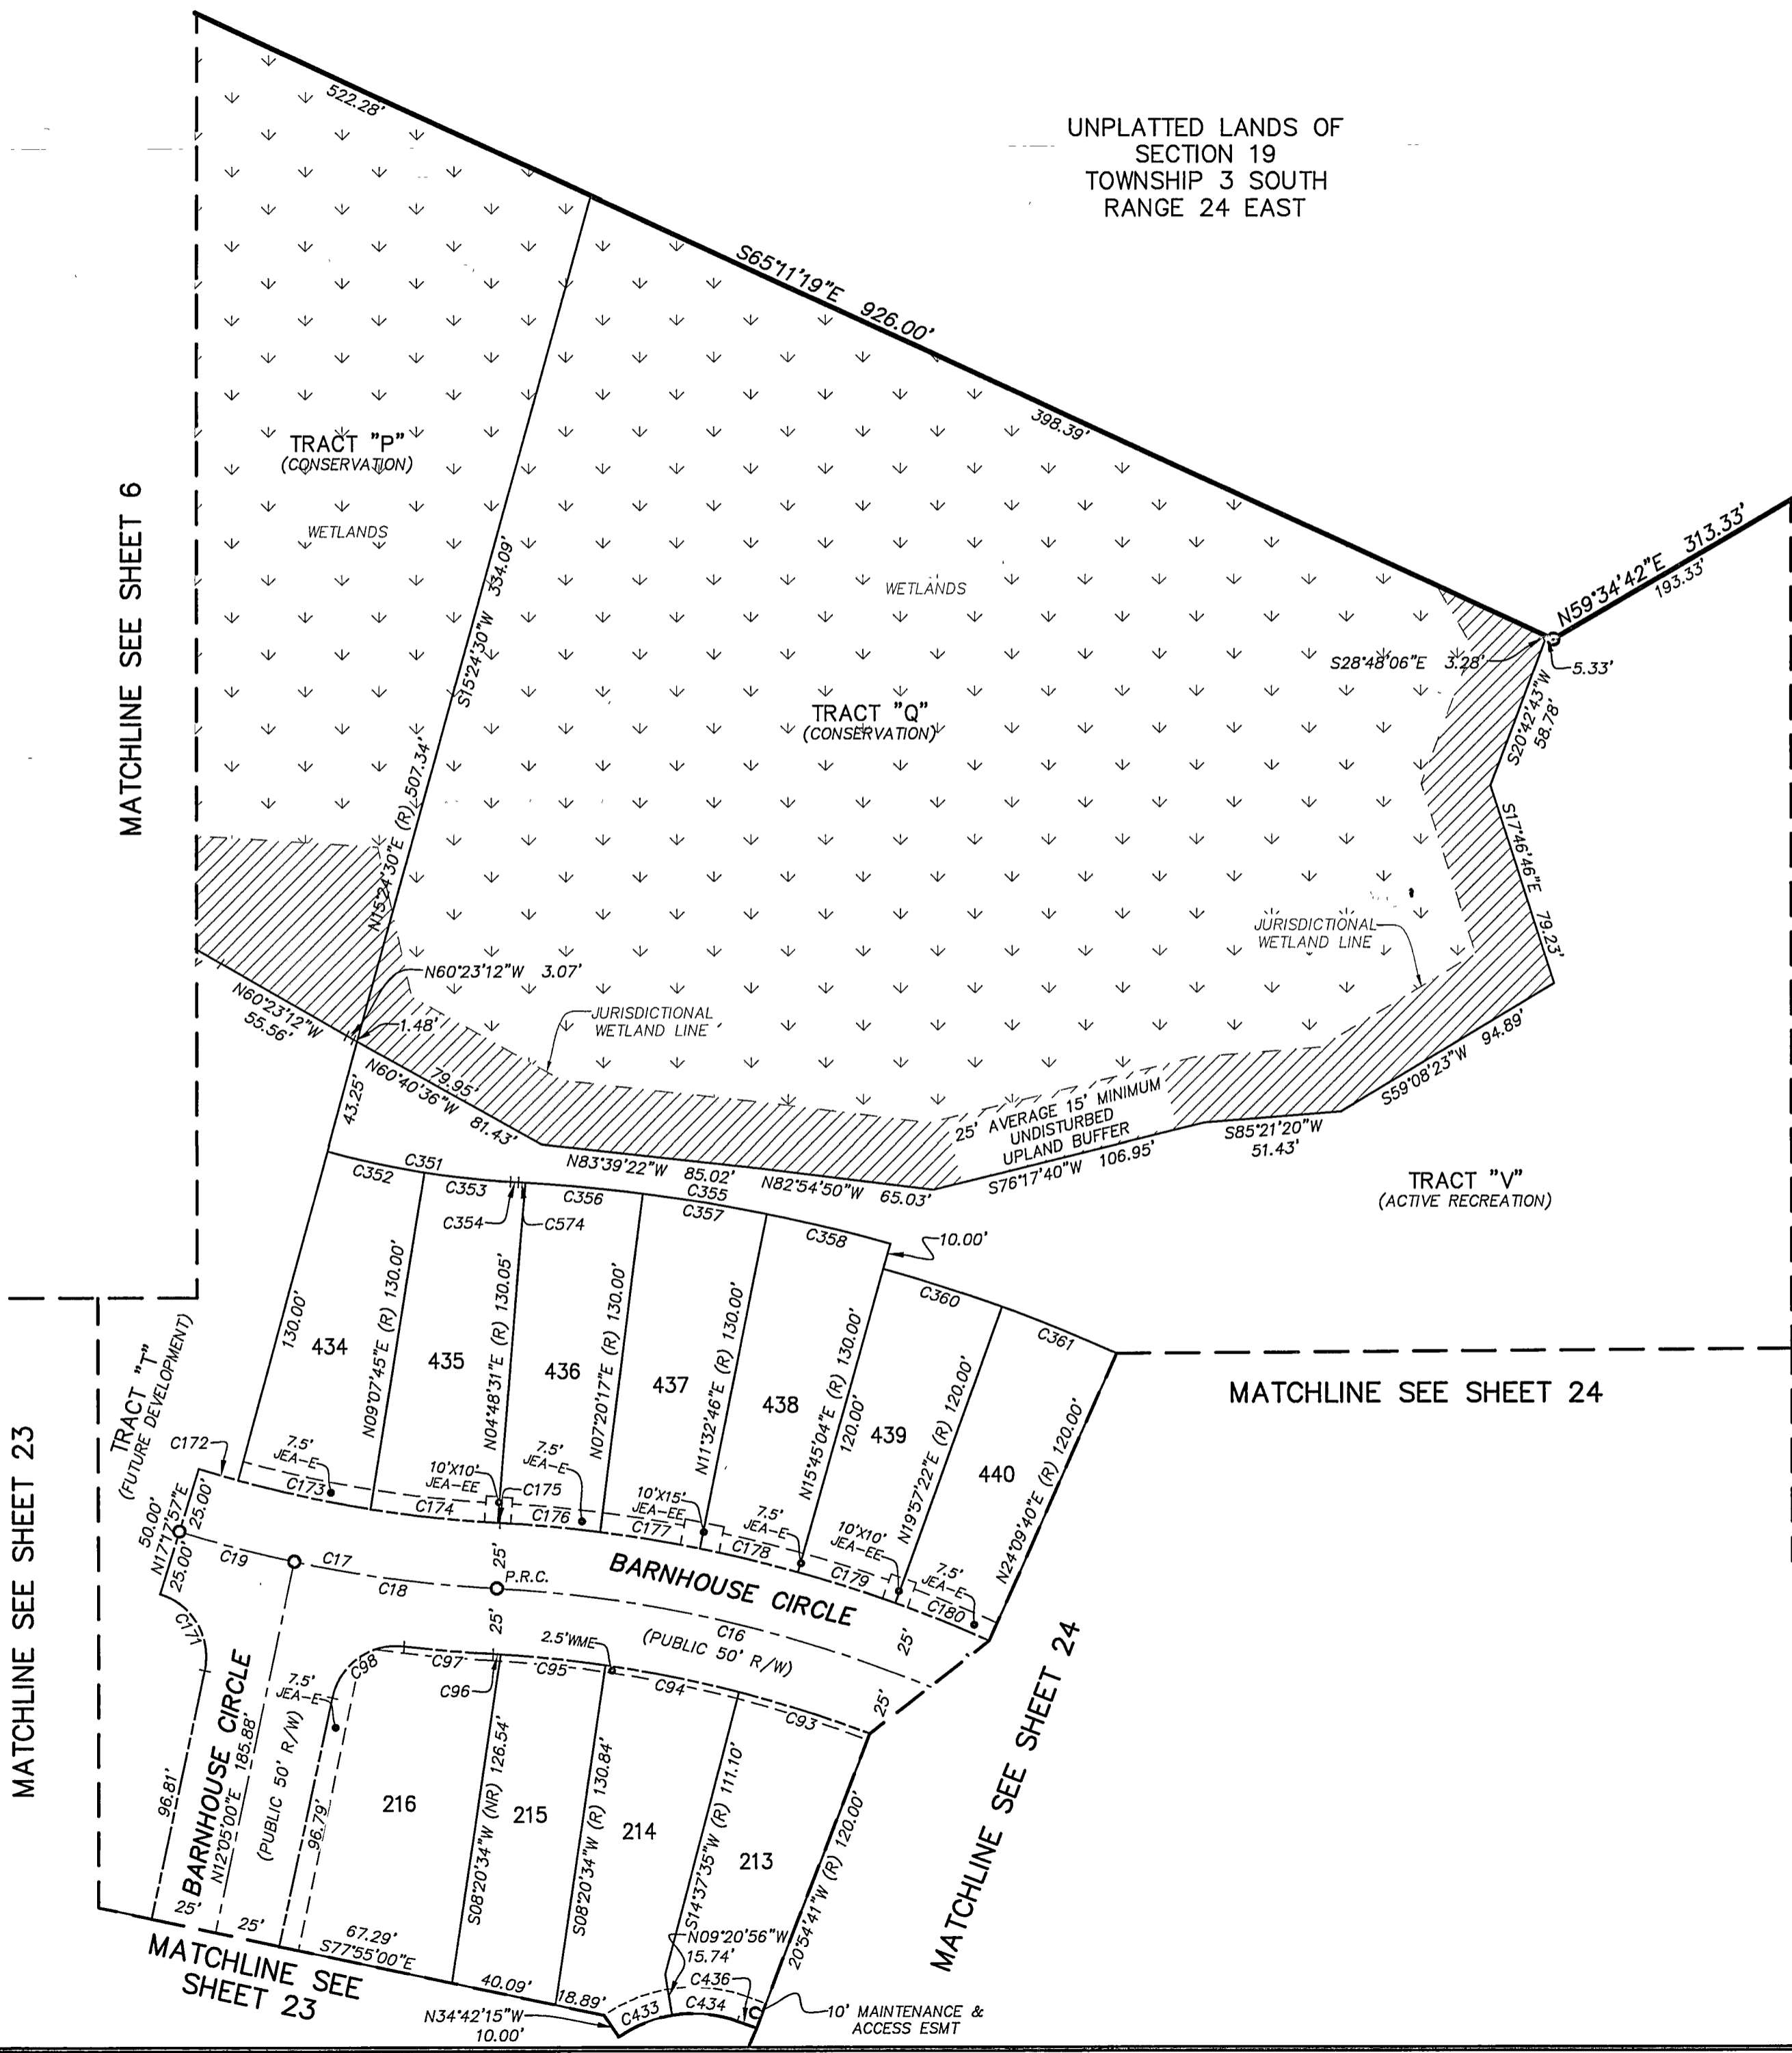 522.28'
UNPLATTED LANDS OF
SECTION 19
TOWNSHIP 3 SOUTH
RANGE 24 EAST
S65°11'19"E 926.00'
398.39'
TRACT "P"
(CONSERVATION)
WETLANDS
MATCHLINE SEE SHEET 6
S15°24'30"W 334.09'
N15°24'30"E (R) 507.34'
WETLANDS
TRACT "Q"
(CONSERVATION)
N59°34'42"E 313.33'
193.33'
S28°48'06"E 3.28'
5.33'
S20°42'43"W
58.78'
S17°46'46"E 79.23'
JURISDICTIONAL
WETLAND LINE
N60°23'12"W 3.07'
N60°23'12"W
55.56'
1.48'
JURISDICTIONAL
WETLAND LINE
79.95'
N60°40'36"W 81.43'
43.25'
N83°39'22"W 85.02'
N82°54'50"W 65.03'
25' AVERAGE 15' MINIMUM
UNDISTURBED
UPLAND BUFFER
S76°17'40"W 106.95'
S85°21'20"W
51.43'
S59°08'23"W 94.89'
TRACT "V"
(ACTIVE RECREATION)
C351
C352
C353
C354
C574
C355
C356
C357
C358
10.00'
C360
C361
MATCHLINE SEE SHEET 24
130.00'
434
N09°07'45"E (R) 130.00'
435
N04°48'31"E (R) 130.05'
436
N07°20'17"E (R) 130.00'
437
N11°32'46"E (R) 130.00'
438
N15°45'04"E (R) 130.00'
120.00'
439
N19°57'22"E (R) 120.00'
440
N24°09'40"E (R) 120.00'
TRACT "T"
(FUTURE DEVELOPMENT)
MATCHLINE SEE SHEET 23
C172
7.5'
JEA-E
C173
C174
10'X10'
JEA-EE
C175
7.5'
JEA-E
C176
10'X15'
JEA-EE
C177
7.5'
JEA-E
C178
10'X10'
JEA-EE
C179
7.5'
JEA-E
C180
50.00'
N17°17'57"E
25.00'
25.00'
C19
C17
C18
25'
P.R.C.
25'
BARNHOUSE CIRCLE
(PUBLIC 50' R/W)
C16
25'
25'
C171
C98
C97
C96
C95
2.5'WME
C94
C93
7.5'
JEA-E
BARNHOUSE CIRCLE
N12°05'00"E 185.88'
(PUBLIC 50' R/W)
96.81'
96.79'
216
S08°20'34"W (NR) 126.54'
215
S08°20'34"W (R) 130.84'
214
S14°37'35"W (R) 111.10'
213
20°54'41"W (R) 120.00'
MATCHLINE SEE SHEET 24
25'
25'
67.29'
S77°55'00"E
MATCHLINE SEE
SHEET 23
40.09'
18.89'
N34°42'15"W
10.00'
N09°20'56"W
15.74'
C436
C433
C434
10' MAINTENANCE &
ACCESS ESMT